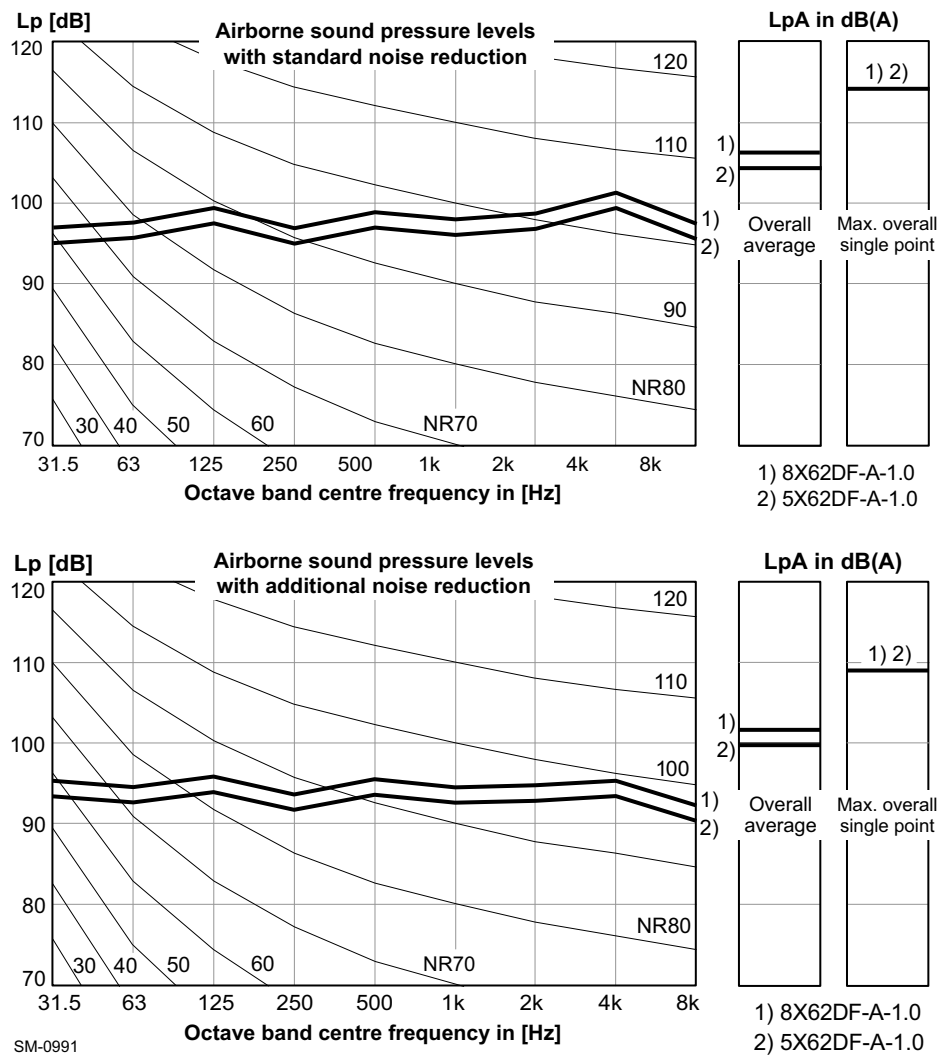 Lp [dB]
Airborne sound pressure levels
with standard noise reduction
LpA in dB(A)
120
110
100
90
80
70
120
110
90
NR80
30
40
50
60
NR70
1)
2)
31.5
63
125
250
500
1k
2k
4k
8k
Octave band centre frequency in [Hz]
1)
2)
Overall
average
1) 2)
Max. overall
single point
1) 8X62DF-A-1.0
2) 5X62DF-A-1.0
Lp [dB]
Airborne sound pressure levels
with additional noise reduction
LpA in dB(A)
120
110
100
90
80
70
120
110
100
NR80
30
40
50
60
NR70
1)
2)
31.5
63
125
250
500
1k
2k
4k
8k
Octave band centre frequency in [Hz]
1)
2)
Overall
average
1) 2)
Max. overall
single point
1) 8X62DF-A-1.0
2) 5X62DF-A-1.0
SM-0991